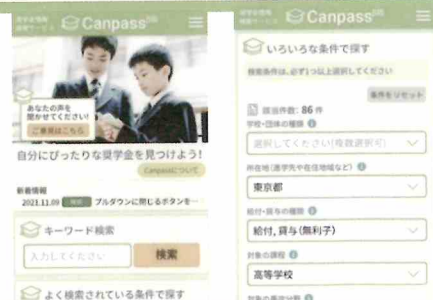 奨学金情報
検索サービス Canpass
あなたの声を
聞かせてください!
ご意見はこちら
自分にぴったりな奨学金を見つけよう!
Canpassについて
新着情報
2021.11.09 プルダウンに閉じるボタンを…
キーワード検索
入力してください 検索
よく検索されている条件で探す
奨学金情報
検索サービス Canpass
いろいろな条件で探す
検索条件は、必ず1つ以上選択してください
条件をリセット
該当件数: 86 件
学校・団体の種類
選択してください(複数選択可)
所在地(進学先や在住地域など)
東京都
給付・貸与の種類
給付, 貸与(無利子)
対象の課程
高等学校